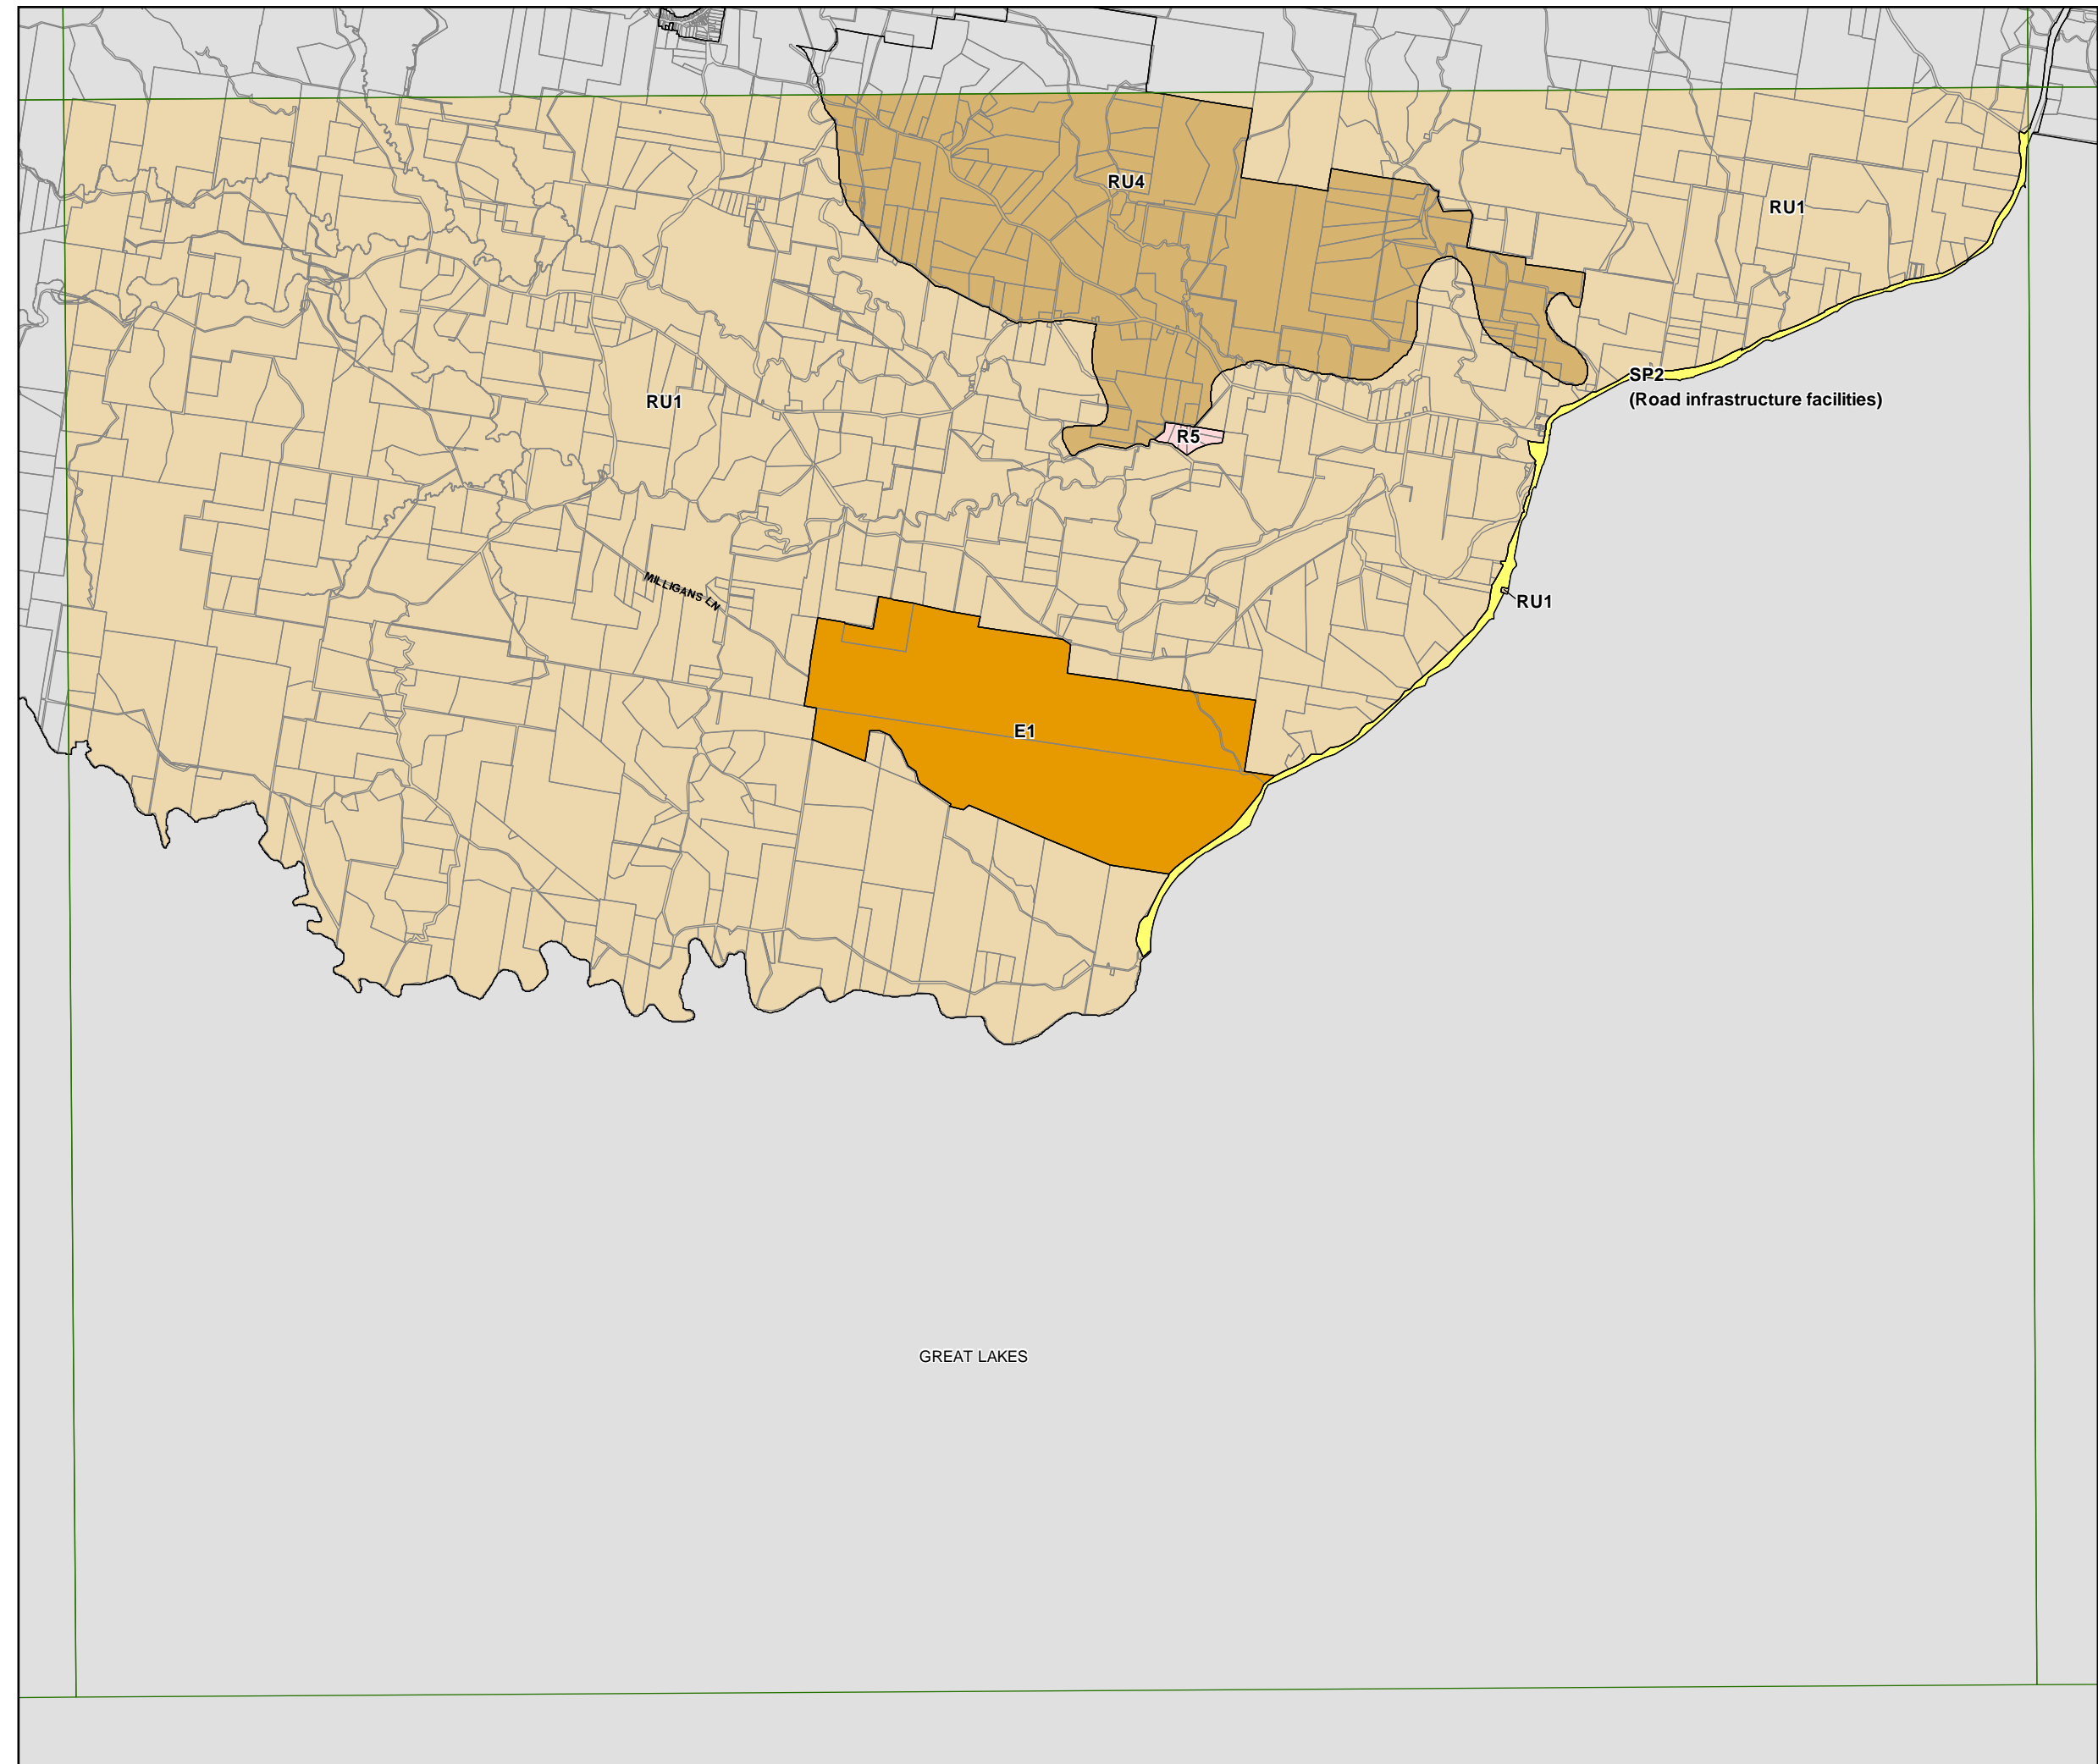 RU4
RU1
SP2
(Road infrastructure facilities)
RU1
R5
MILLIGANS LN
RU1
E1
GREAT LAKES